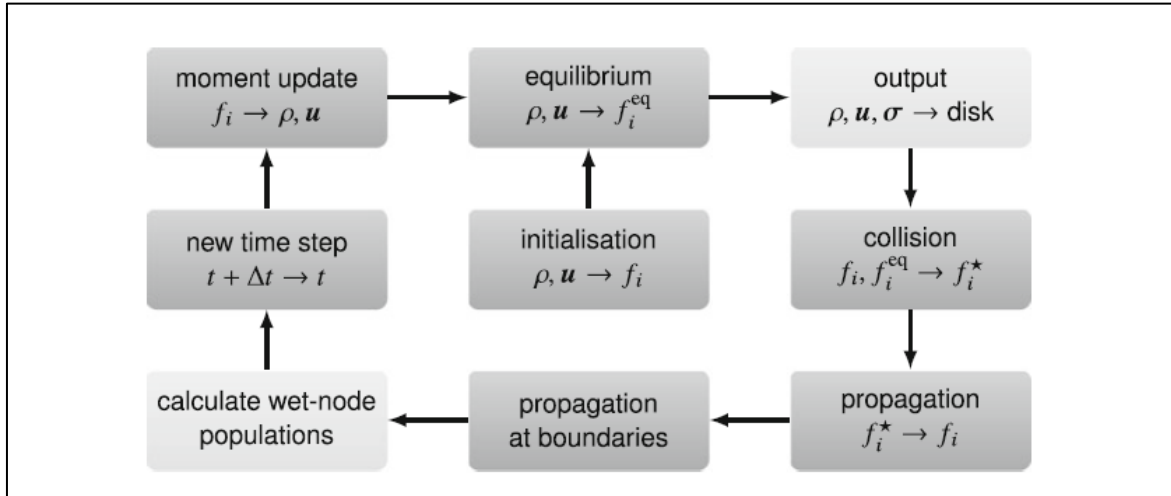 moment update
f_i → ρ, u
equilibrium
ρ, u → f_i^eq
output
ρ, u, σ → disk
new time step
t + Δt → t
initialisation
ρ, u → f_i
collision
f_i, f_i^eq → f_i^★
calculate wet-node
populations
propagation
at boundaries
propagation
f_i^★ → f_i